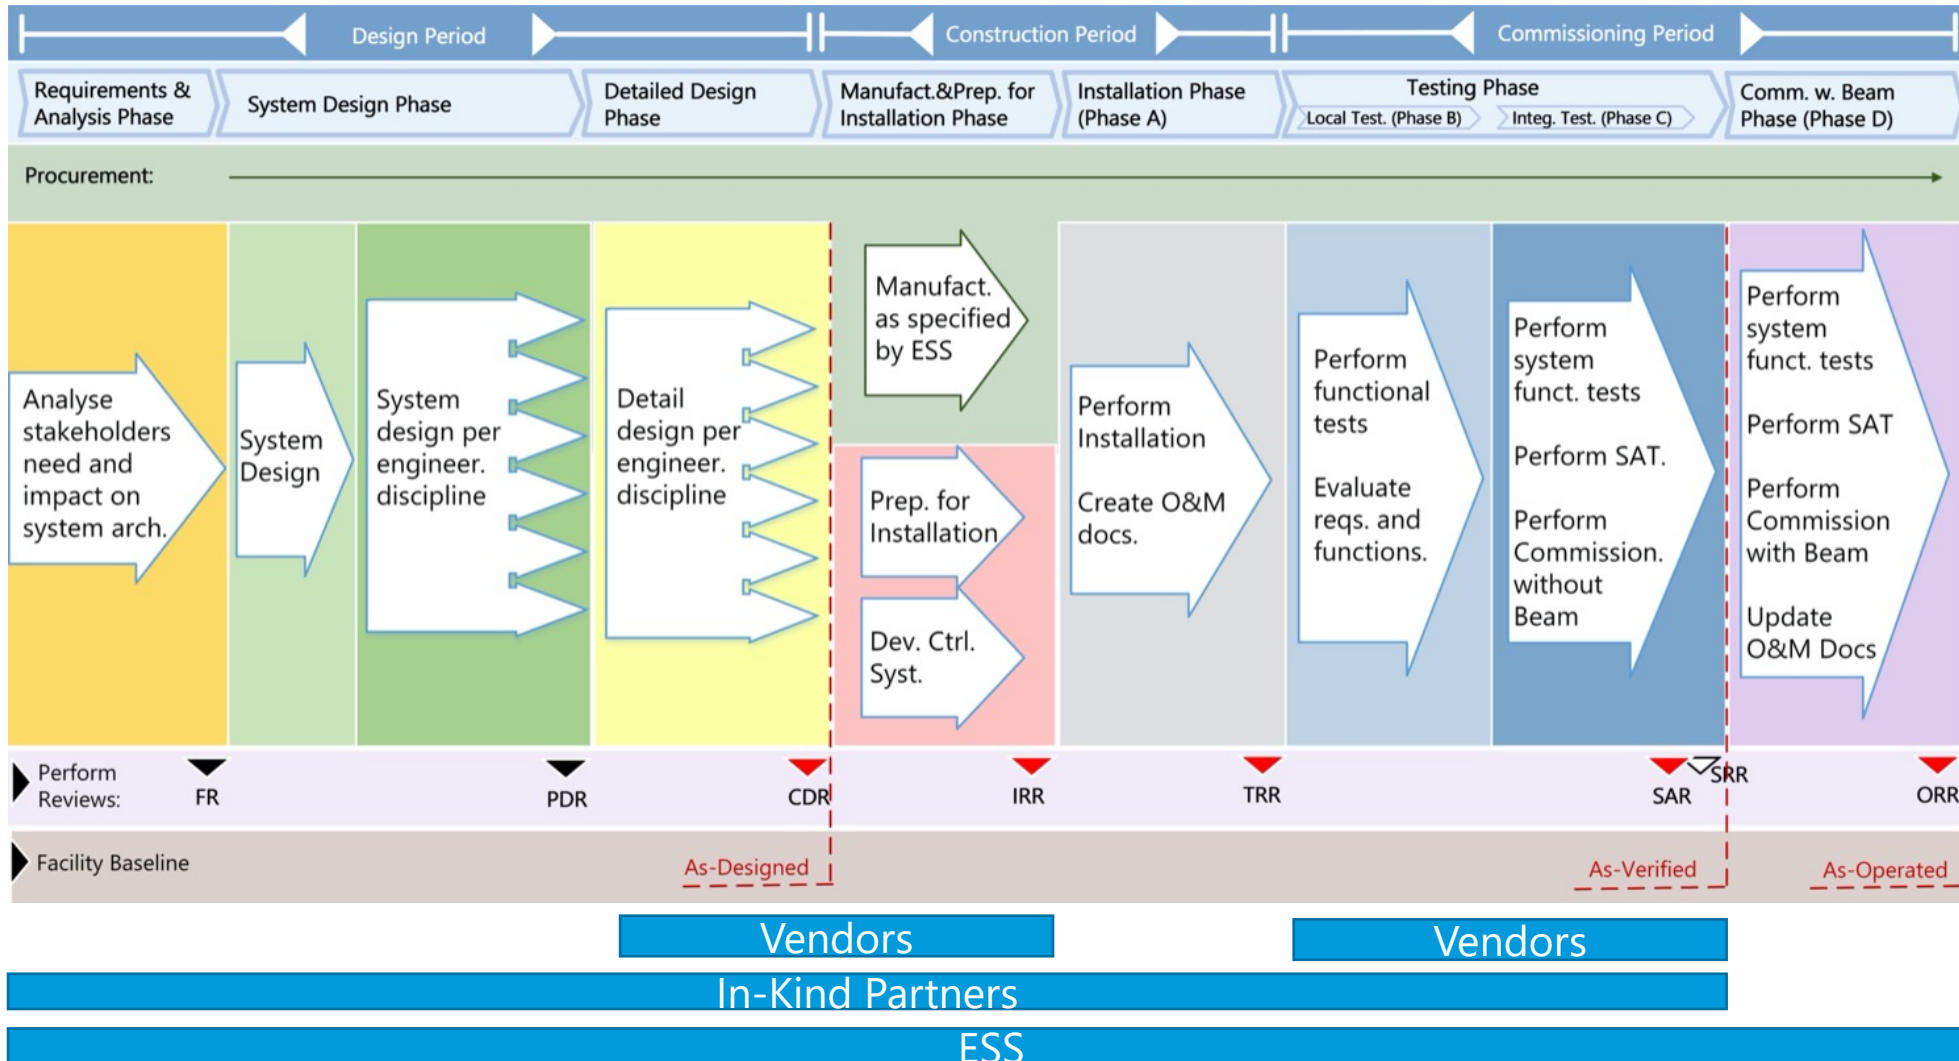 Design Period
Construction Period
Commissioning Period
Requirements &
Analysis Phase
System Design Phase
Detailed Design
Phase
Manufact.&Prep. for
Installation Phase
Installation Phase
(Phase A)
Testing Phase
Local Test. (Phase B)
Integ. Test. (Phase C)
Comm. w. Beam
Phase (Phase D)
Procurement:
Analyse
stakeholders
need and
impact on
system arch.
System
Design
System
design per
engineer.
discipline
Detail
design per
engineer.
discipline
Manufact.
as specified
by ESS
Prep. for
Installation
Dev. Ctrl.
Syst.
Perform
Installation
Create O&M
docs.
Perform
functional
tests
Evaluate
reqs. and
functions.
Perform
system
funct. tests
Perform SAT.
Perform
Commission.
without
Beam
Perform
system
funct. tests
Perform SAT
Perform
Commission
with Beam
Update
O&M Docs
Perform
Reviews:
FR
PDR
CDR
IRR
TRR
SAR
SRR
ORR
Facility Baseline
As-Designed
As-Verified
As-Operated
Vendors
Vendors
In-Kind Partners
ESS